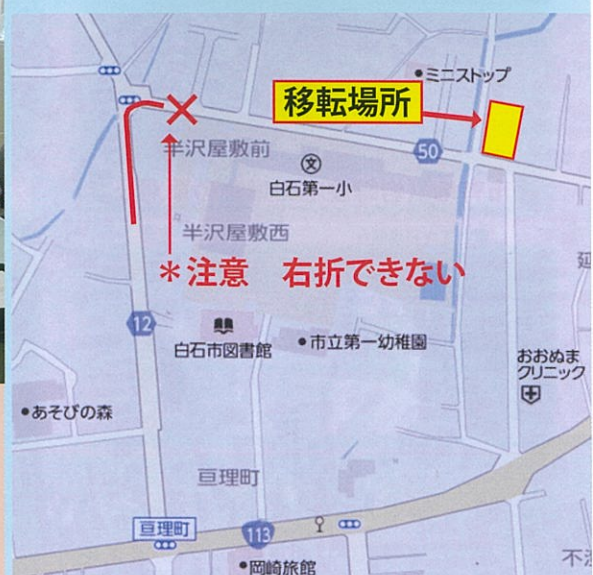 ミニストップ
移転場所
半沢屋敷前
50
白石第一小
半沢屋敷西
＊注意 右折できない
12
白石市図書館
市立第一幼稚園
おおぬま
クリニック
あそびの森
亘理町
亘理町
113
岡崎旅館